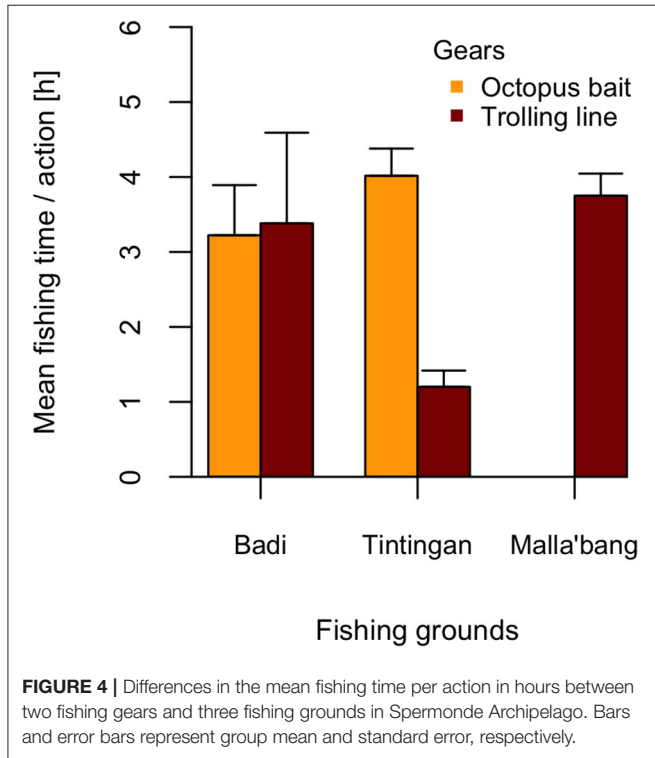 Mean fishing time / action [h]
6
5
4
3
2
1
0
Gears
Octopus bait
Trolling line
Badi
Tintingan
Malla'bang
Fishing grounds
FIGURE 4 | Differences in the mean fishing time per action in hours between
two fishing gears and three fishing grounds in Spermonde Archipelago. Bars
and error bars represent group mean and standard error, respectively.